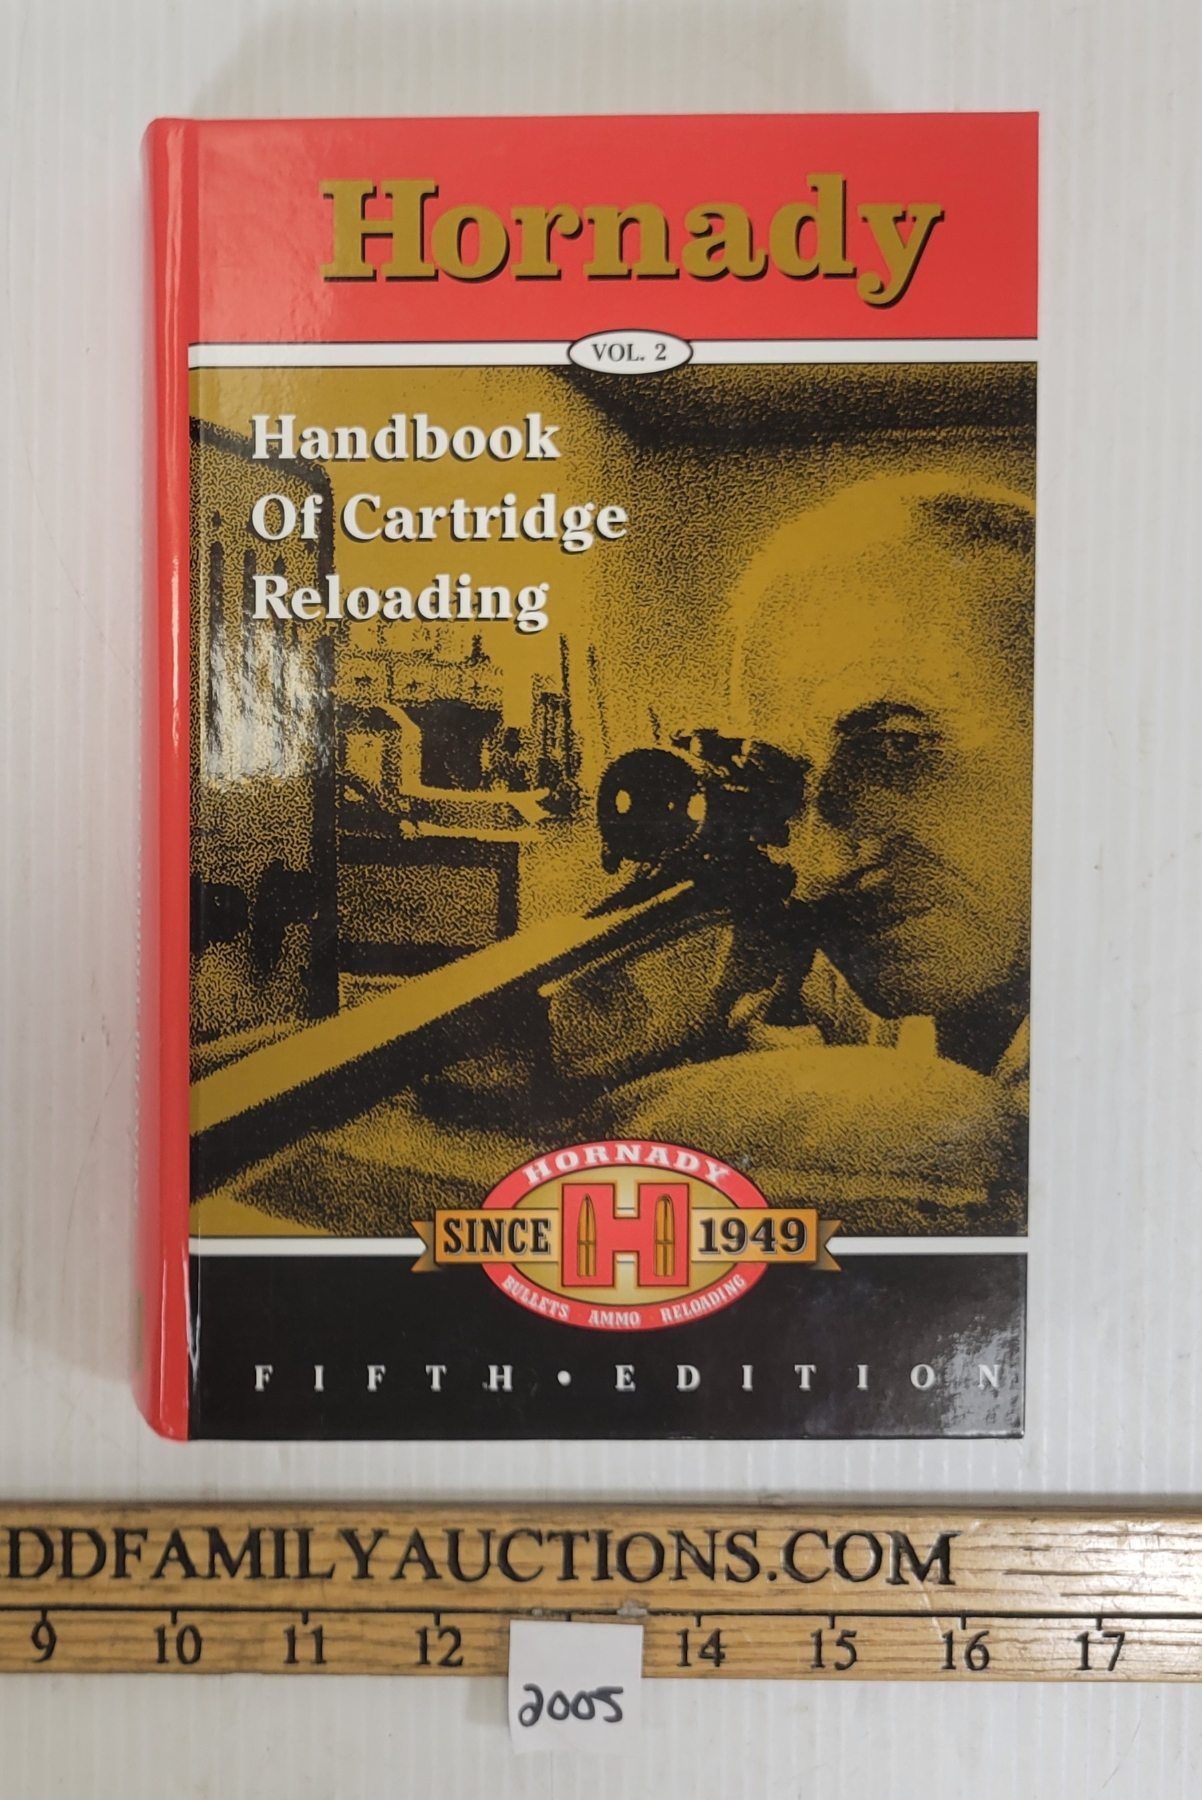 Hornady
VOL. 2
Handbook
Of Cartridge
Reloading
HORNADY
SINCE H 1949
BULLETS · AMMO · RELOADING
FIFTH • EDITION
DDFAMILYAUCTIONS.COM
9 10 11 12 14 15 16 17
2005